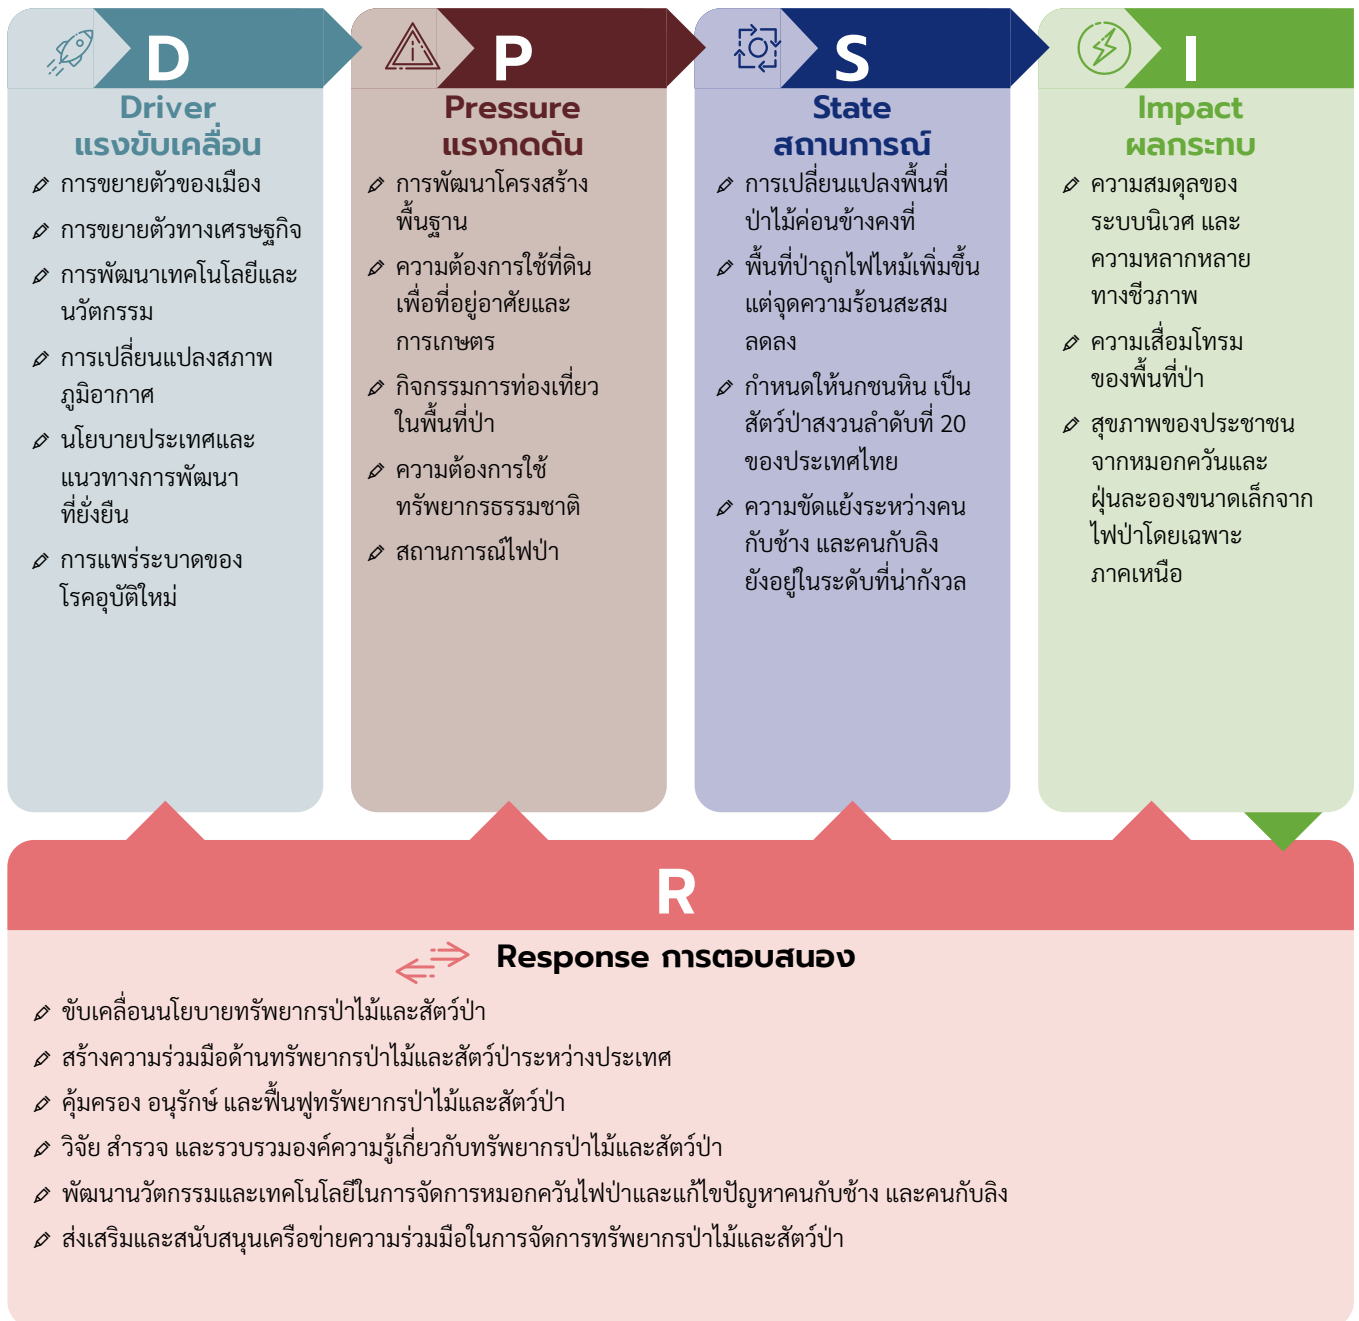 D
Driver
แรงขับเคลื่อน
การขยายตัวของเมือง
การขยายตัวทางเศรษฐกิจ
การพัฒนาเทคโนโลยีและ
นวัตกรรม
การเปลี่ยนแปลงสภาพ
ภูมิอากาศ
นโยบายประเทศและ
แนวทางการพัฒนา
ที่ยั่งยืน
การแพร่ระบาดของ
โรคอุบัติใหม่
P
Pressure
แรงกดดัน
การพัฒนาโครงสร้าง
พื้นฐาน
ความต้องการใช้ที่ดิน
เพื่อที่อยู่อาศัยและ
การเกษตร
กิจกรรมการท่องเที่ยว
ในพื้นที่ป่า
ความต้องการใช้
ทรัพยากรธรรมชาติ
สถานการณ์ไฟป่า
S
State
สถานการณ์
การเปลี่ยนแปลงพื้นที่
ป่าไม้ค่อนข้างคงที่
พื้นที่ป่าถูกไฟไหม้เพิ่มขึ้น
แต่จุดความร้อนสะสม
ลดลง
กำหนดให้นกชนหิน เป็น
สัตว์ป่าสงวนลำดับที่ 20
ของประเทศไทย
ความขัดแย้งระหว่างคน
กับช้าง และคนกับลิง
ยังอยู่ในระดับที่น่ากังวล
I
Impact
ผลกระทบ
ความสมดุลของ
ระบบนิเวศ และ
ความหลากหลาย
ทางชีวภาพ
ความเสื่อมโทรม
ของพื้นที่ป่า
สุขภาพของประชาชน
จากหมอกควันและ
ฝุ่นละอองขนาดเล็กจาก
ไฟป่าโดยเฉพาะ
ภาคเหนือ
R
Response การตอบสนอง
ขับเคลื่อนนโยบายทรัพยากรป่าไม้และสัตว์ป่า
สร้างความร่วมมือด้านทรัพยากรป่าไม้และสัตว์ป่าระหว่างประเทศ
คุ้มครอง อนุรักษ์ และฟื้นฟูทรัพยากรป่าไม้และสัตว์ป่า
วิจัย สำรวจ และรวบรวมองค์ความรู้เกี่ยวกับทรัพยากรป่าไม้และสัตว์ป่า
พัฒนานวัตกรรมและเทคโนโลยีในการจัดการหมอกควันไฟป่าและแก้ไขปัญหาคนกับช้าง และคนกับลิง
ส่งเสริมและสนับสนุนเครือข่ายความร่วมมือในการจัดการทรัพยากรป่าไม้และสัตว์ป่า